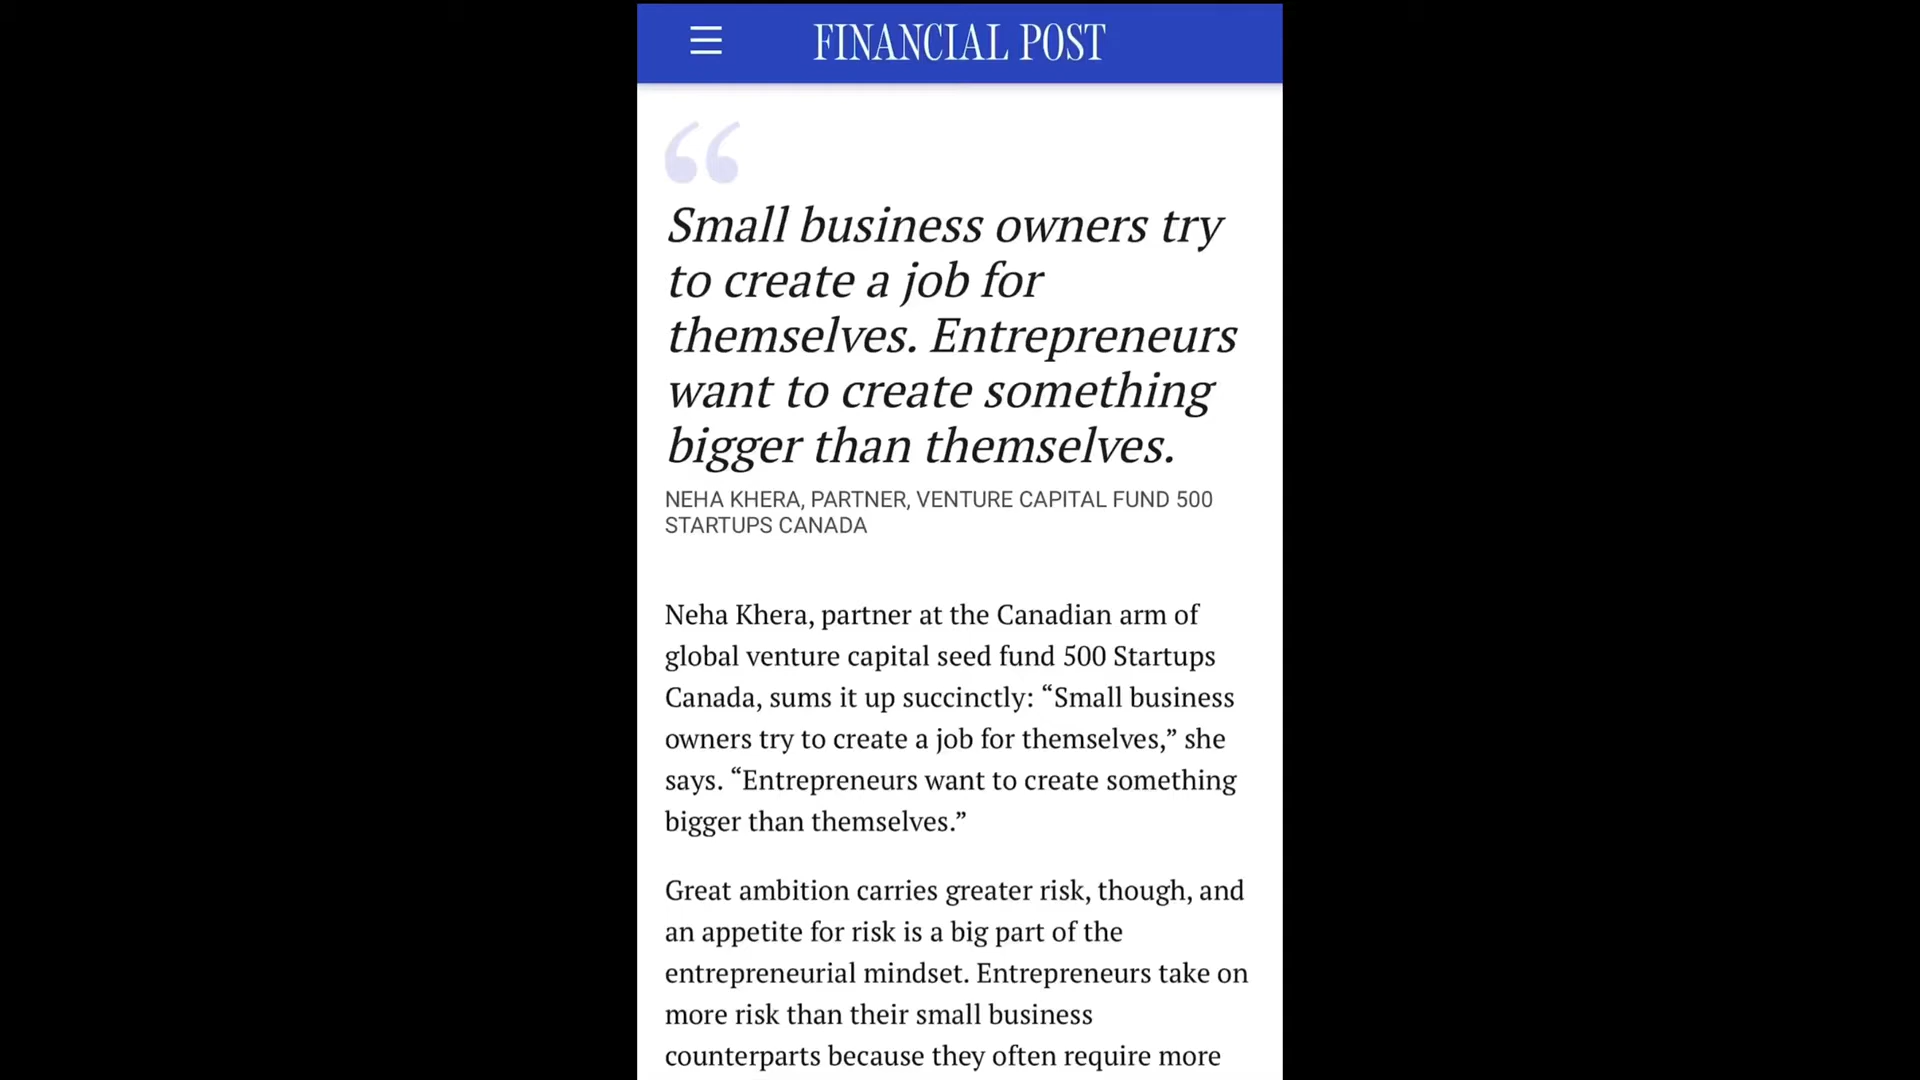 FINANCIAL POST
“
Small business owners try
to create a job for
themselves. Entrepreneurs
want to create something
bigger than themselves.
NEHA KHERA, PARTNER, VENTURE CAPITAL FUND 500
STARTUPS CANADA
Neha Khera, partner at the Canadian arm of
global venture capital seed fund 500 Startups
Canada, sums it up succinctly: “Small business
owners try to create a job for themselves,” she
says. “Entrepreneurs want to create something
bigger than themselves.”
Great ambition carries greater risk, though, and
an appetite for risk is a big part of the
entrepreneurial mindset. Entrepreneurs take on
more risk than their small business
counterparts because they often require more